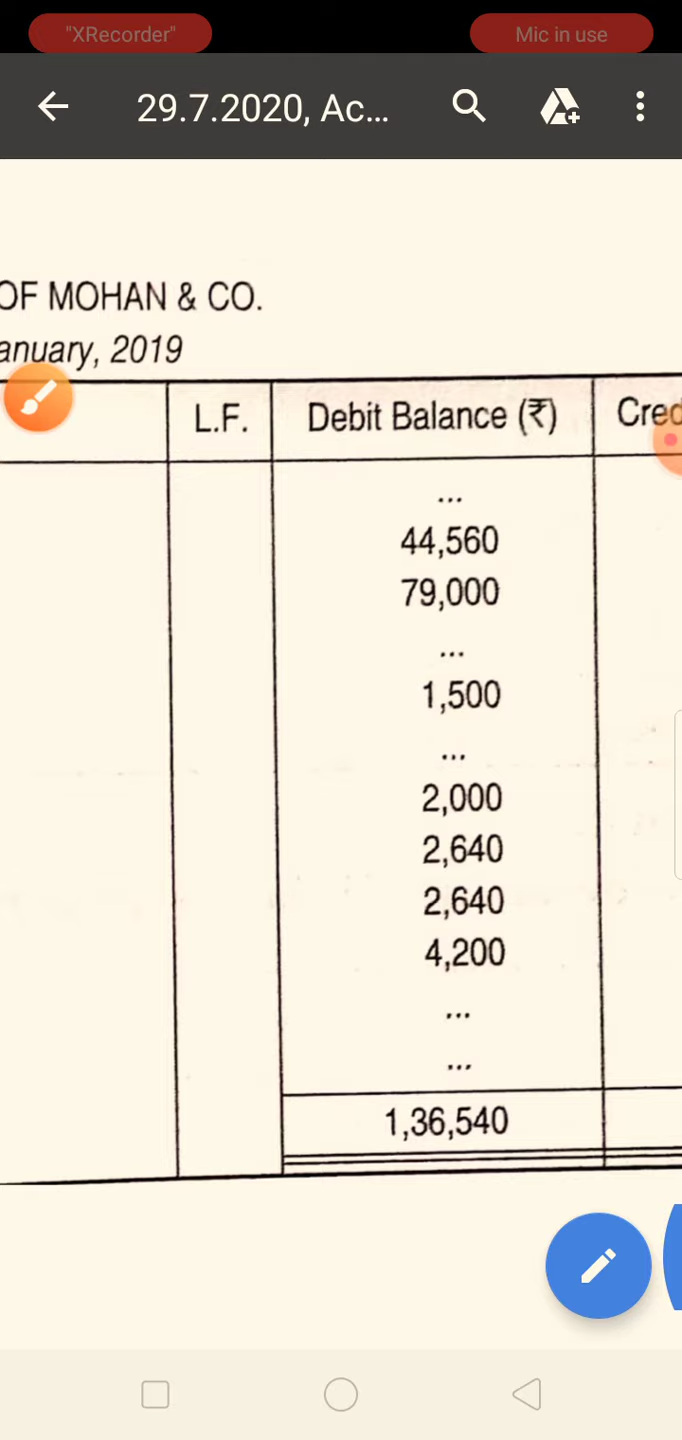 "XRecorder"
Mic in use
29.7.2020, Ac...
OF MOHAN & CO.
anuary, 2019
L.F. Debit Balance (₹) Cred
...
44,560
79,000
...
1,500
...
2,000
2,640
2,640
4,200
...
...
1,36,540